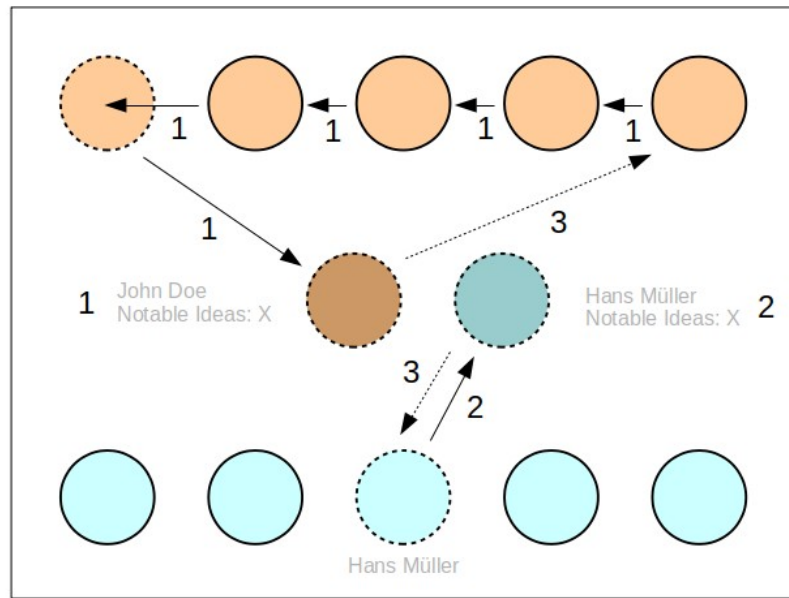 1 1 1 1
1
3
1
John Doe
Notable Ideas: X
Hans Müller
Notable Ideas: X
2
3
2
Hans Müller